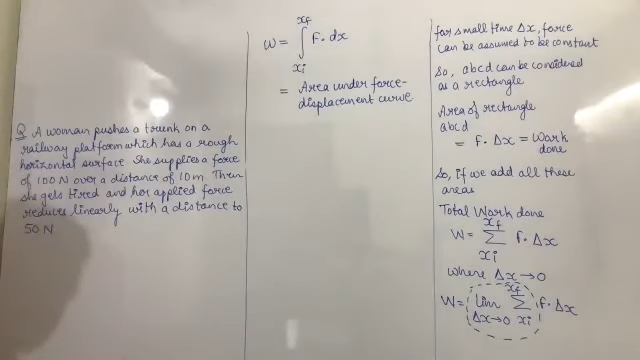 Q A woman pushes a trunk on a
railway platform which has a rough
horizontal surface. She supplies a force
of 100N over a distance of 10m. Then
she gets tired and her applied force
reduces linearly with a distance to
50 N
xf
W = ∫ F. dx
xi
= Area under force-
displacement curve
for small time Δx, force
can be assumed to be constant
So, abcd can be considered
as a rectangle
Area of rectangle
abcd
= F. Δx = Work
done
So, if we add all these
areas
Total Work done
xf
W = Σ F. Δx
xi
where Δx → 0
xf
W = lim Σ F. Δx
Δx→0 xi